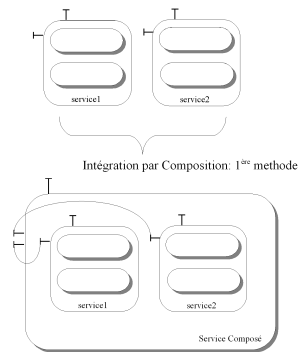 service1
service2
Intégration par Composition: 1ère methode
service1
service2
Service Composé